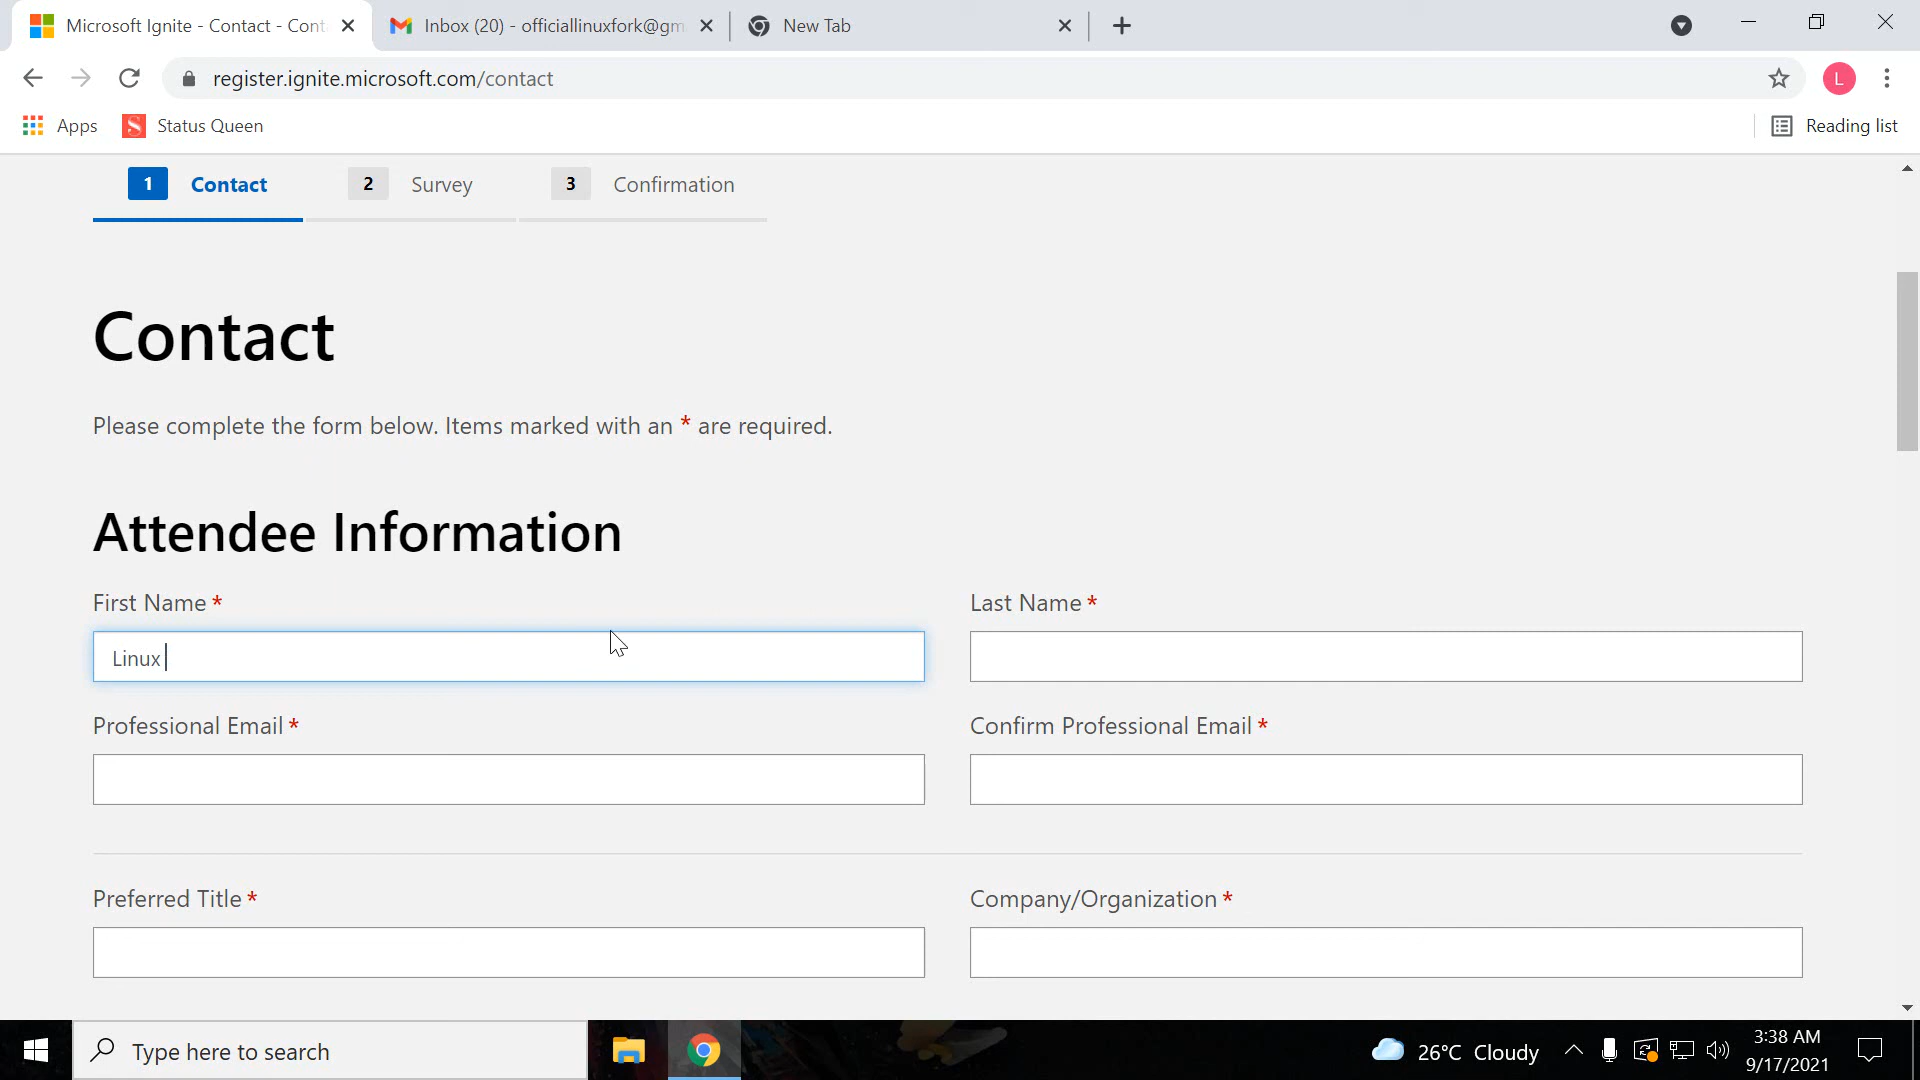 Microsoft Ignite - Contact - Cont
Inbox (20) - officiallinuxfork@gm
New Tab
register.ignite.microsoft.com/contact
L
Apps
S
Status Queen
Reading list
1 Contact
2 Survey
3 Confirmation
Contact
Please complete the form below. Items marked with an * are required.
Attendee Information
First Name *
Last Name *
Linux
Professional Email *
Confirm Professional Email *
Preferred Title *
Company/Organization *
Type here to search
26°C Cloudy
3:38 AM
9/17/2021